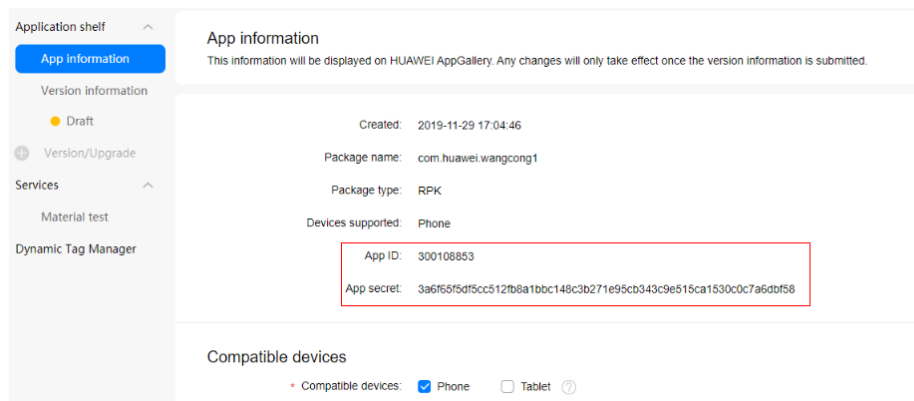 Application shelf
App information
Version information
Draft
Version/Upgrade
Services
Material test
Dynamic Tag Manager
App information
This information will be displayed on HUAWEI AppGallery. Any changes will only take effect once the version information is submitted.
Created: 2019-11-29 17:04:46
Package name: com.huawei.wangcong1
Package type: RPK
Devices supported: Phone
App ID: 300108853
App secret: 3a6f65f5df5cc512fb8a1bbc148c3b271e95cb343c9e515ca1530c0c7a6dbf58
Compatible devices
* Compatible devices: Phone Tablet ?